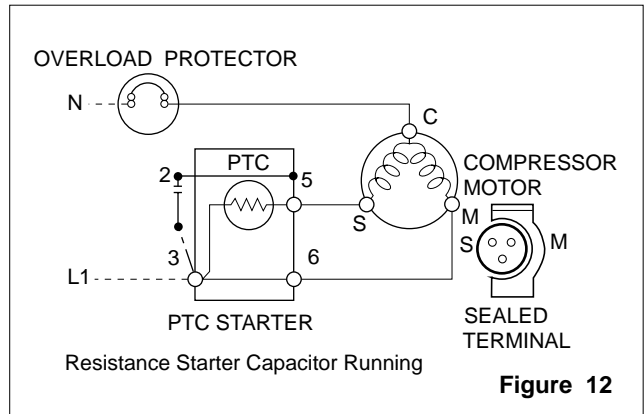 OVERLOAD PROTECTOR
N
C
PTC
2
5
COMPRESSOR
MOTOR
S
M
S
M
3
6
L1
PTC STARTER
SEALED
TERMINAL
Resistance Starter Capacitor Running
Figure 12